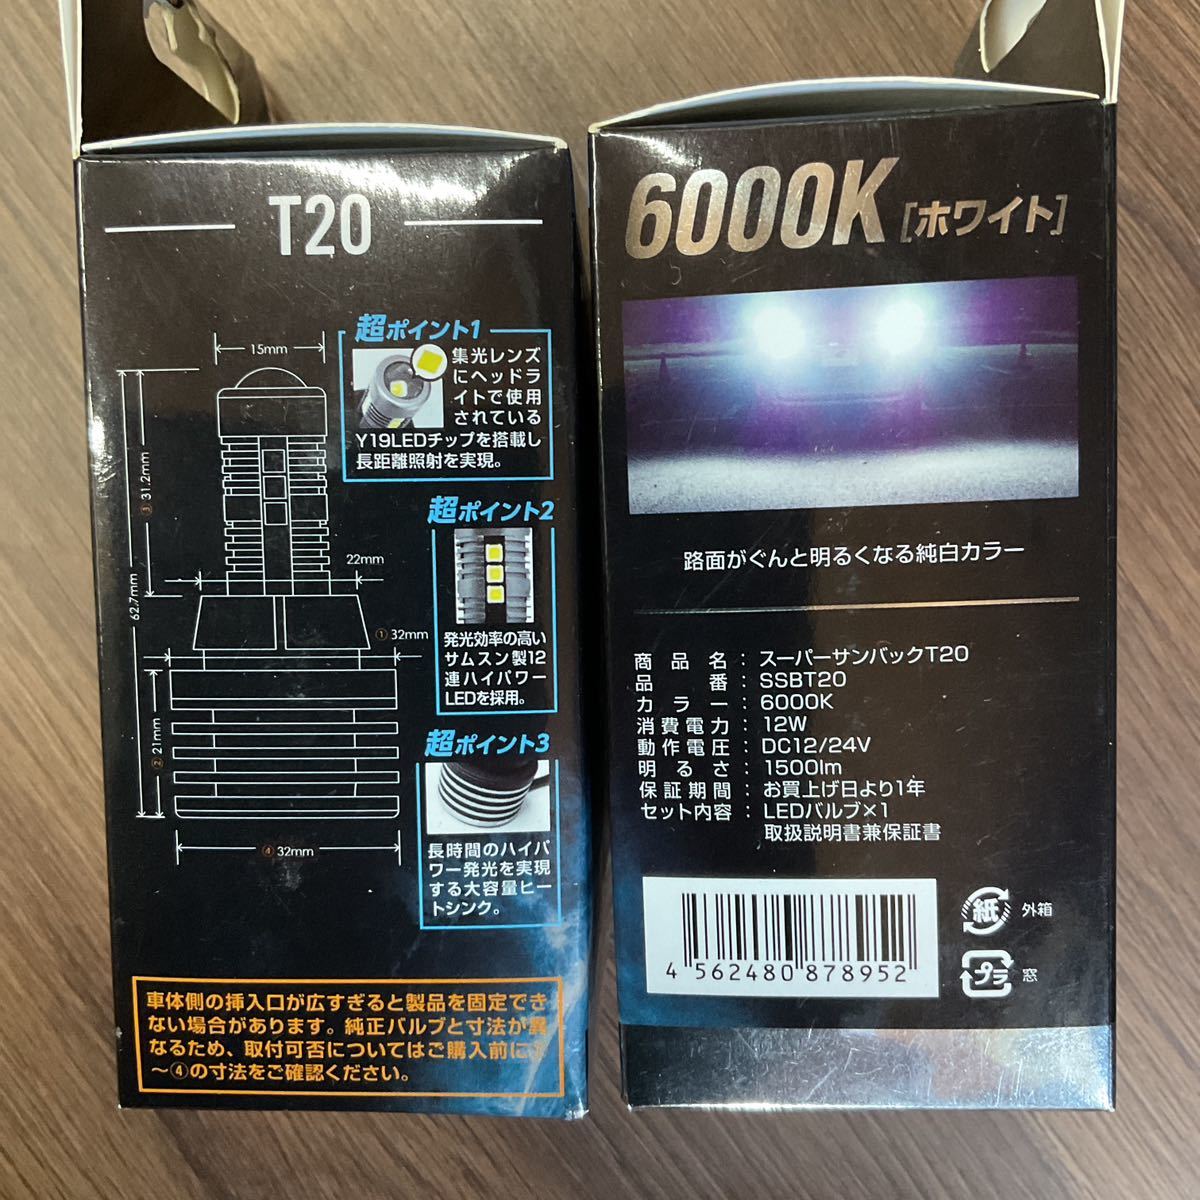 T20
15mm
③ 31.2mm
62.7mm
22mm
① 32mm
② 21mm
④ 32mm
超ポイント1
集光レンズ
にヘッドラ
イトで使用
されている
Y19LEDチップを搭載し
長距離照射を実現。
超ポイント2
発光効率の高い
サムスン製12
連ハイパワー
LEDを採用。
超ポイント3
長時間のハイパ
ワー発光を実現
する大容量ヒー
トシンク。
車体側の挿入口が広すぎると製品を固定でき
ない場合があります。純正バルブと寸法が異
なるため、取付可否についてはご購入前に①
～④の寸法をご確認ください。
6000K [ホワイト]
路面がぐんと明るくなる純白カラー
商品名：スーパーサンバックT20
品番：SSBT20
カラー：6000K
消費電力：12W
動作電圧：DC12/24V
明るさ：1500lm
保証期間：お買上げ日より1年
セット内容：LEDバルブ×1
取扱説明書兼保証書
4 562480 878952
紙 外箱
プラ 窓